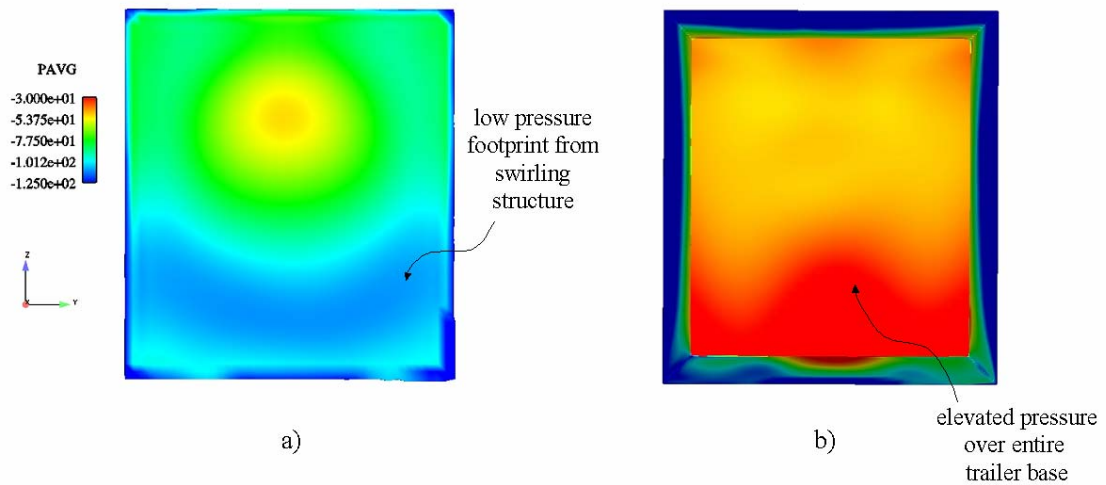 PAVG
-3.000e+01
-5.375e+01
-7.750e+01
-1.012e+02
-1.250e+02
Z
X
Y
low pressure
footprint from
swirling
structure
elevated pressure
over entire
trailer base
a)
b)